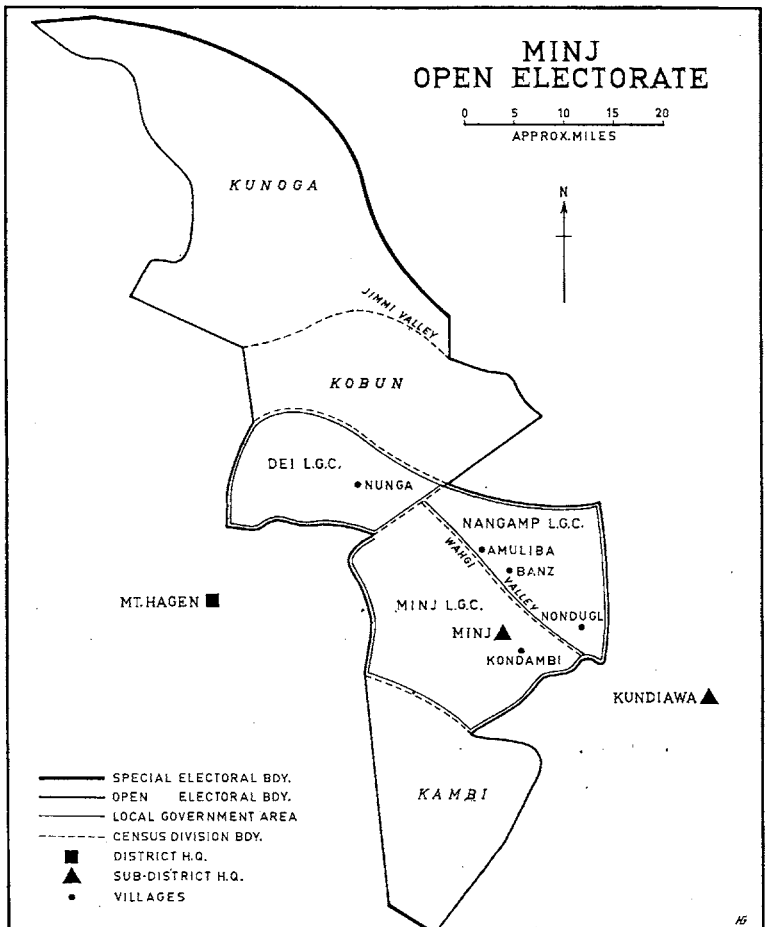 MINJ
OPEN ELECTORATE
0 5 10 15 20
APPROX. MILES
N
KUNOGA
JIMMI VALLEY
KOBUN
DEI L.G.C.
NUNGA
NANGAMP L.G.C.
AMULIBA
WAHGI VALLEY
BANZ
MT. HAGEN
MINJ L.G.C.
NONDUGL
MINJ
KONDAMBI
KUNDIAWA
KAMBI
SPECIAL ELECTORAL BDY.
OPEN ELECTORAL BDY.
LOCAL GOVERNMENT AREA
CENSUS DIVISION BDY.
DISTRICT H.Q.
SUB-DISTRICT H.Q.
VILLAGES